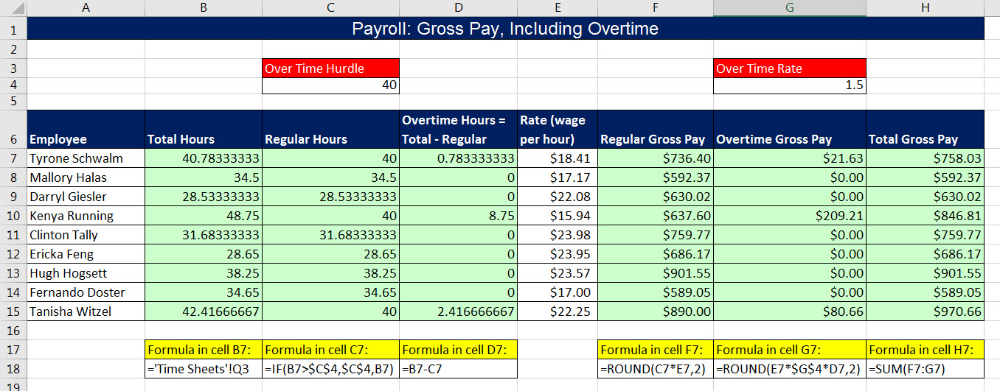 A B C D E F G H
1 Payroll: Gross Pay, Including Overtime
2
3 Over Time Hurdle Over Time Rate
4 40 1.5
5
Overtime Hours = Rate (wage
6 Employee Total Hours Regular Hours Total - Regular per hour) Regular Gross Pay Overtime Gross Pay Total Gross Pay
7 Tyrone Schwalm 40.78333333 40 0.783333333 $18.41 $736.40 $21.63 $758.03
8 Mallory Halas 34.5 34.5 0 $17.17 $592.37 $0.00 $592.37
9 Darryl Giesler 28.53333333 28.53333333 0 $22.08 $630.02 $0.00 $630.02
10 Kenya Running 48.75 40 8.75 $15.94 $637.60 $209.21 $846.81
11 Clinton Tally 31.68333333 31.68333333 0 $23.98 $759.77 $0.00 $759.77
12 Ericka Feng 28.65 28.65 0 $23.95 $686.17 $0.00 $686.17
13 Hugh Hogsett 38.25 38.25 0 $23.57 $901.55 $0.00 $901.55
14 Fernando Doster 34.65 34.65 0 $17.00 $589.05 $0.00 $589.05
15 Tanisha Witzel 42.41666667 40 2.416666667 $22.25 $890.00 $80.66 $970.66
16
17 Formula in cell B7: Formula in cell C7: Formula in cell D7: Formula in cell F7: Formula in cell G7: Formula in cell H7:
18 ='Time Sheets'!Q3 =IF(B7>$C$4,$C$4,B7) =B7-C7 =ROUND(C7*E7,2) =ROUND(E7*$G$4*D7,2) =SUM(F7:G7)
19